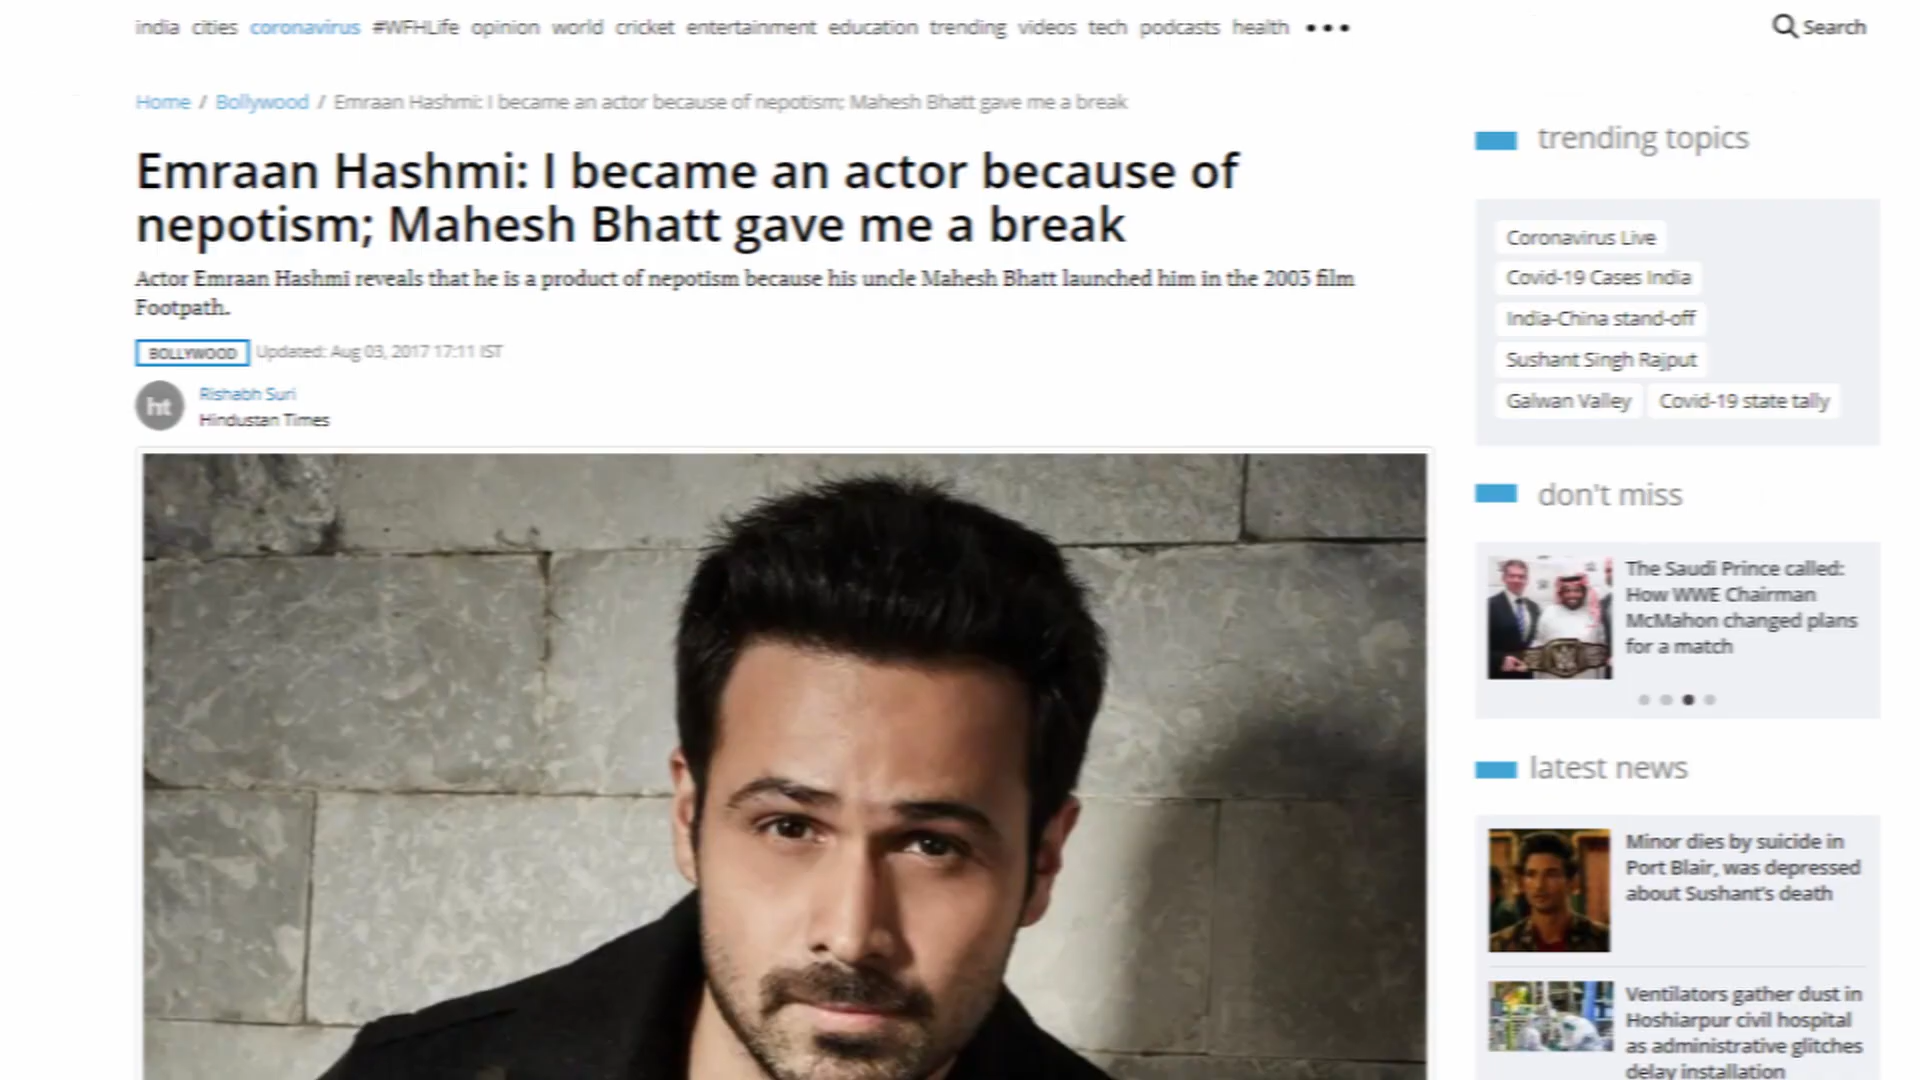 india cities coronavirus #WFHLife opinion world cricket entertainment education trending videos tech podcasts health
Search
Home / Bollywood / Emraan Hashmi: I became an actor because of nepotism; Mahesh Bhatt gave me a break
Emraan Hashmi: I became an actor because of
nepotism; Mahesh Bhatt gave me a break
Actor Emraan Hashmi reveals that he is a product of nepotism because his uncle Mahesh Bhatt launched him in the 2003 film
Footpath.
BOLLYWOOD Updated: Aug 03, 2017 17:11 IST
ht
Rishabh Suri
Hindustan Times
trending topics
Coronavirus Live
Covid-19 Cases India
India-China stand-off
Sushant Singh Rajput
Galwan Valley Covid-19 state tally
don't miss
The Saudi Prince called:
How WWE Chairman
McMahon changed plans
for a match
latest news
Minor dies by suicide in
Port Blair, was depressed
about Sushant's death
Ventilators gather dust in
Hoshiarpur civil hospital
as administrative glitches
delay installation